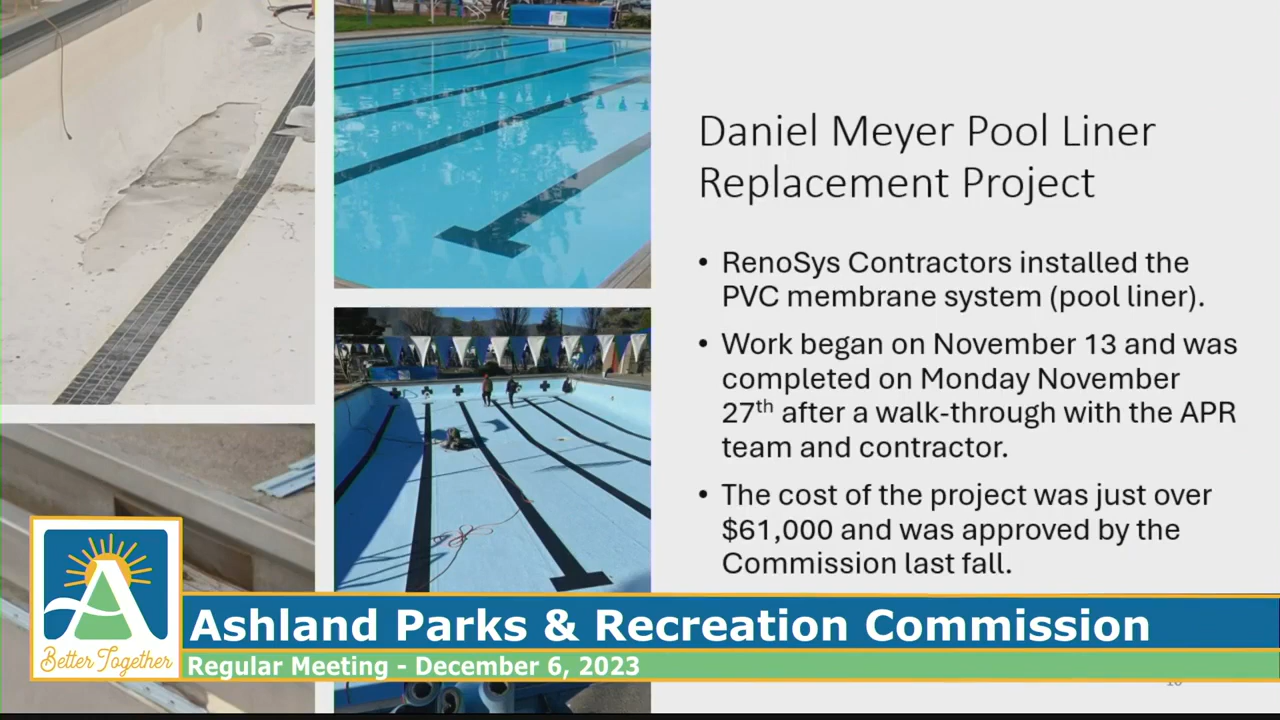 Daniel Meyer Pool Liner
Replacement Project
• RenoSys Contractors installed the
PVC membrane system (pool liner).
• Work began on November 13 and was
completed on Monday November
27th after a walk-through with the APR
team and contractor.
• The cost of the project was just over
$61,000 and was approved by the
Commission last fall.
Better Together
Ashland Parks & Recreation Commission
Regular Meeting - December 6, 2023